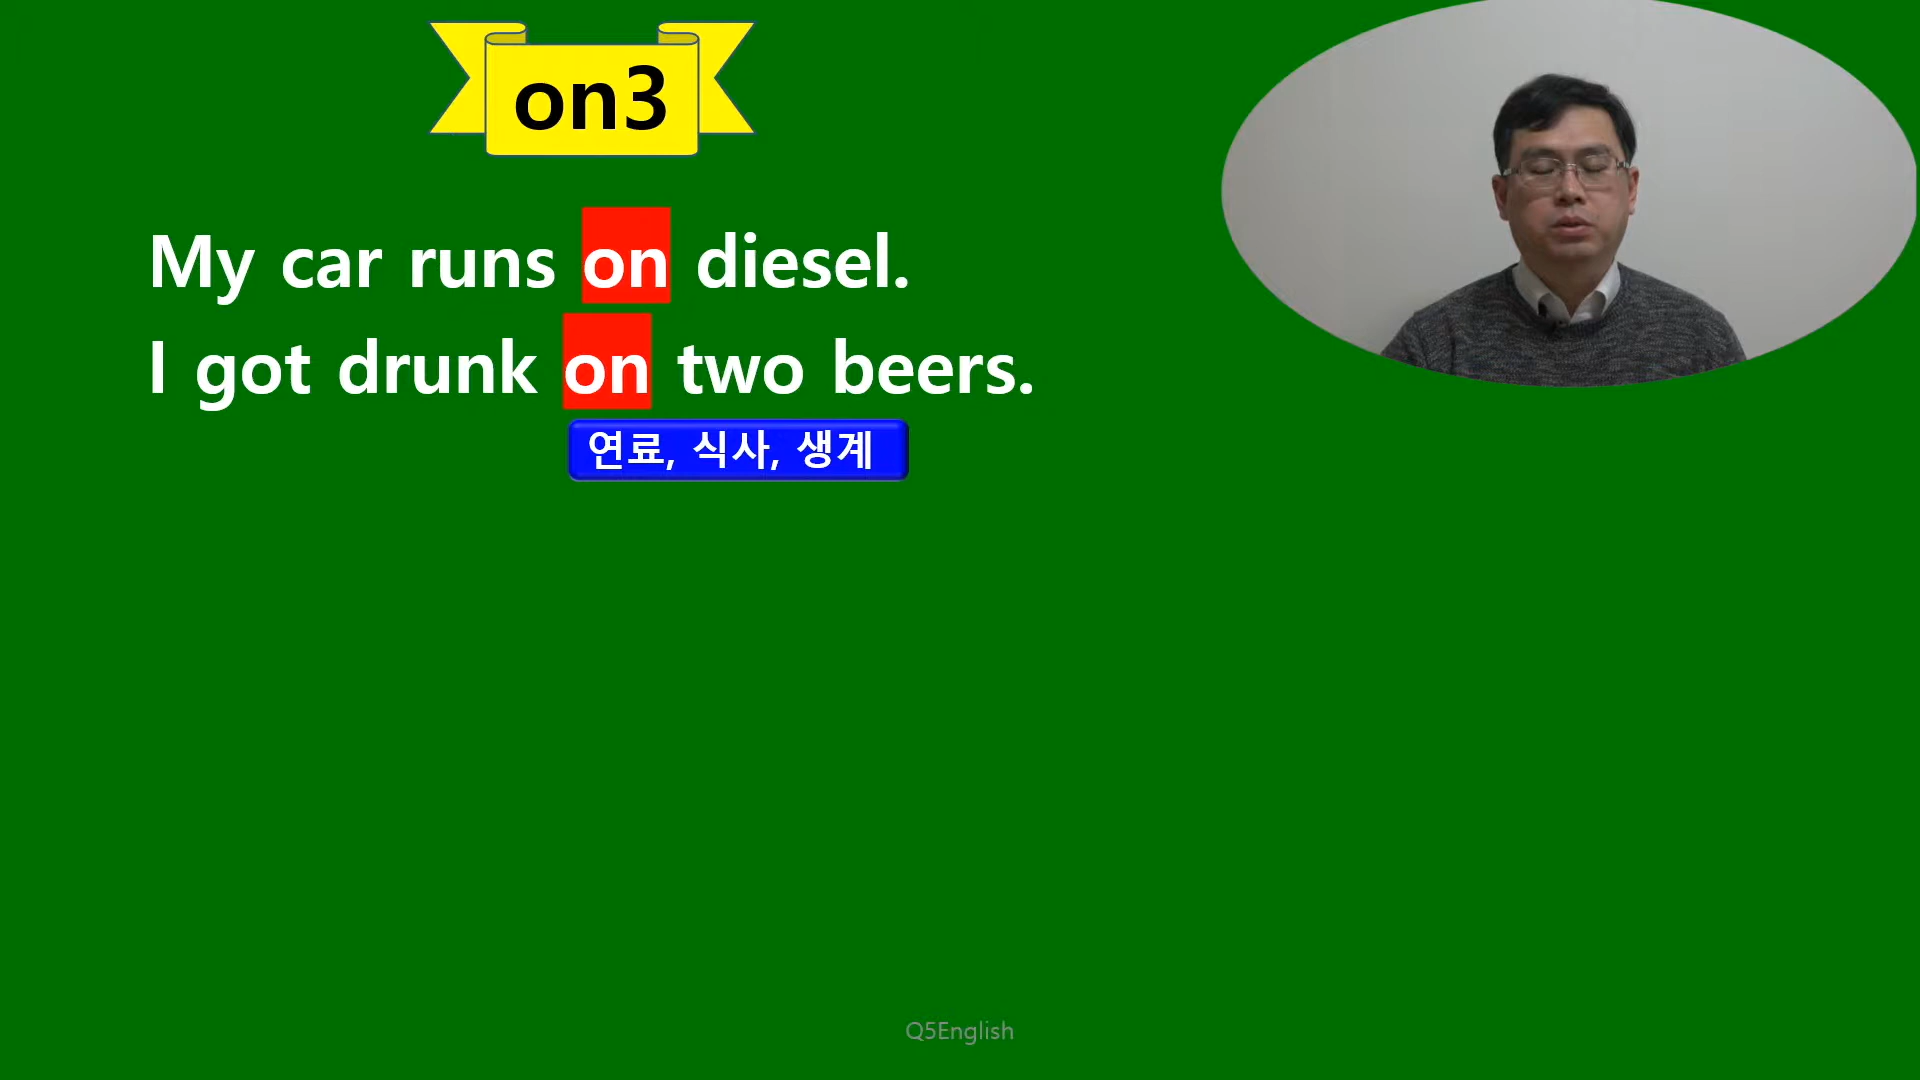 on3
My car runs on diesel.
I got drunk on two beers.
연료, 식사, 생계
Q5English